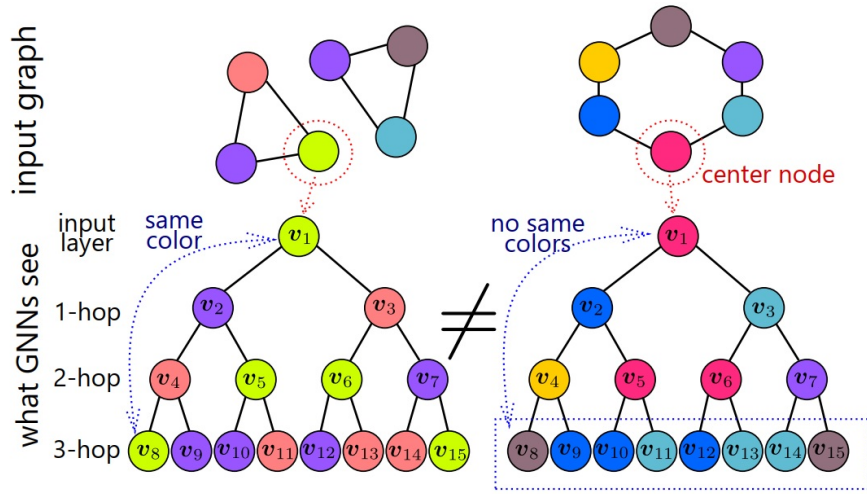 input graph
center node
input
layer
same
color
no same
colors
v1
v1
what GNNs see
1-hop
v2
v3
≠
v2
v3
2-hop
v4
v5
v6
v7
v4
v5
v6
v7
3-hop
v8
v9
v10
v11
v12
v13
v14
v15
v8
v9
v10
v11
v12
v13
v14
v15